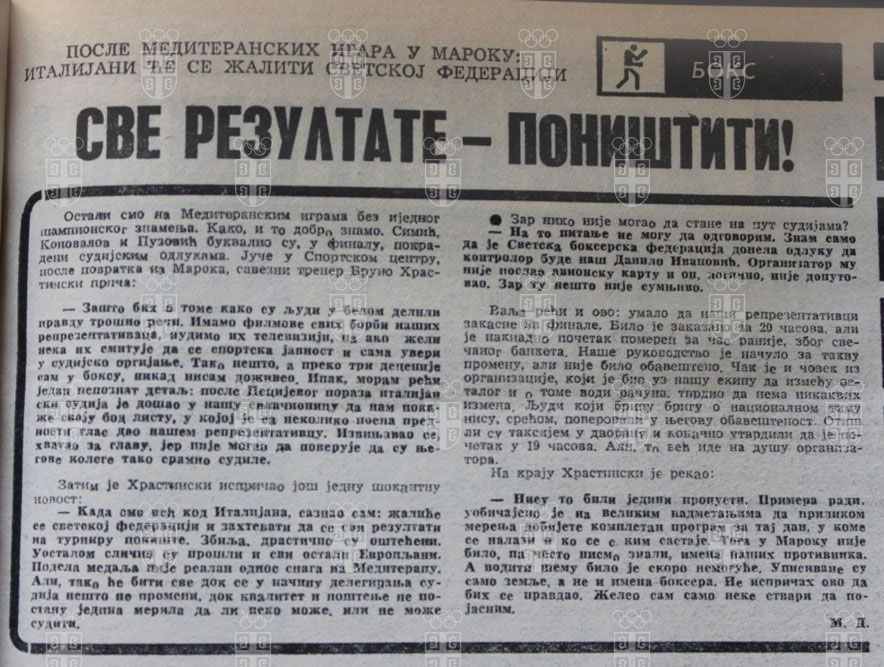 ПОСЛЕ МЕДИТЕРАНСКИХ ИГАРА У МАРОКУ:
ИТАЛИЈАНИ ЋЕ СЕ ЖАЛИТИ СВЕТСКОЈ ФЕДЕРАЦИЈИ
БОКС
СВЕ РЕЗУЛТАТЕ – ПОНИШТИТИ!
Остали смо на Медитеранским играма без иједног
шампионског знамења. Како, и то добро знамо. Симић,
Коновалов и Пузовић буквално су, у финалу, покра-
дени судијским одлукама. Јуче у Спортском центру,
после повратка из Марока, савезни тренер Бруно Храс-
тински прича:
— Зашто бих о томе како су људи у белом делили
правду трошио речи. Имамо филмове свих борби наших
репрезентативаца, нудимо их телевизији, па ако жели
нека их емитује да се спортска јавност и сама увери
у судијско оргијање. Тако нешто, а преко три деценије
сам у боксу, никад нисам доживео. Ипак, морам рећи
један непознат детаљ: после Пецијевог пораза италијан
ски судија је дошао у нашу свлачионицу да нам пока-
же своју бод листу, у којој је са неколико поена пред
ности глас дао нашем репрезентативцу. Извињавао се,
хватао за главу, јер није могао да поверује да су ње-
гове колеге тако срамно судиле.
Затим је Храстински испричао још једну шокантну
новост:
— Када смо већ код Италијана, сазнао сам: жалиће
се светској федерацији и захтевати да се сви резултати
на турниру пониште. Збиља, драстично су оштећени.
Уосталом слично су прошли и сви остали Европљани.
Подела медаља није реалан однос снага на Медитерану.
Али, тако ће бити све док се у начину делегирања су-
дија нешто не промени, док квалитет и поштење не по-
стану једина мерила да ли неко може, или не може
судити.
● Зар нико није могао да стане на пут судијама?
— На то питање не могу да одговорим. Знам само
да је Светска боксерска федерација донела одлуку да
контролор буде наш Данило Ивановић. Организатор му
није послао авионску карту и он, логично, није допуто-
вао. Зар ту нешто није сумњиво.
Ваља рећи и ово: умало да наши репрезентативци
закасне на финале. Било је заказано за 20 часова, али
је накнадно почетак померен за час раније, због све-
чаног банкета. Наше руководство је начуло за такву
промену, али није било обавештено. Чак је и човек из
организације, који је био уз нашу екипу да између ос-
талог и о томе води рачуна, тврдио да нема никаквих
измена. Људи који брину бригу о националном тиму
нису, срећом, поверовали у његову обавештеност. Отиш
ли су таксијем у дворану и коначно утврдили да је по-
четак у 19 часова. Али, то већ иде на душу организа-
тора.
На крају Храстински је рекао:
— Нису то били једини пропусти. Примера ради,
уобичајено је на великим надметањима да приликом
мерења добијете комплетан програм за тај дан, у коме
се налази и ко се с ким састаје. Тога у Мароку није
било, па често нисмо знали, имена наших противника.
А водити шему било је скоро немогуће. Уписиване су
само земље, а не и имена боксера. Не испричах ово да
бих се правдао. Желео сам само неке ствари да по-
јасним.
М. Д.